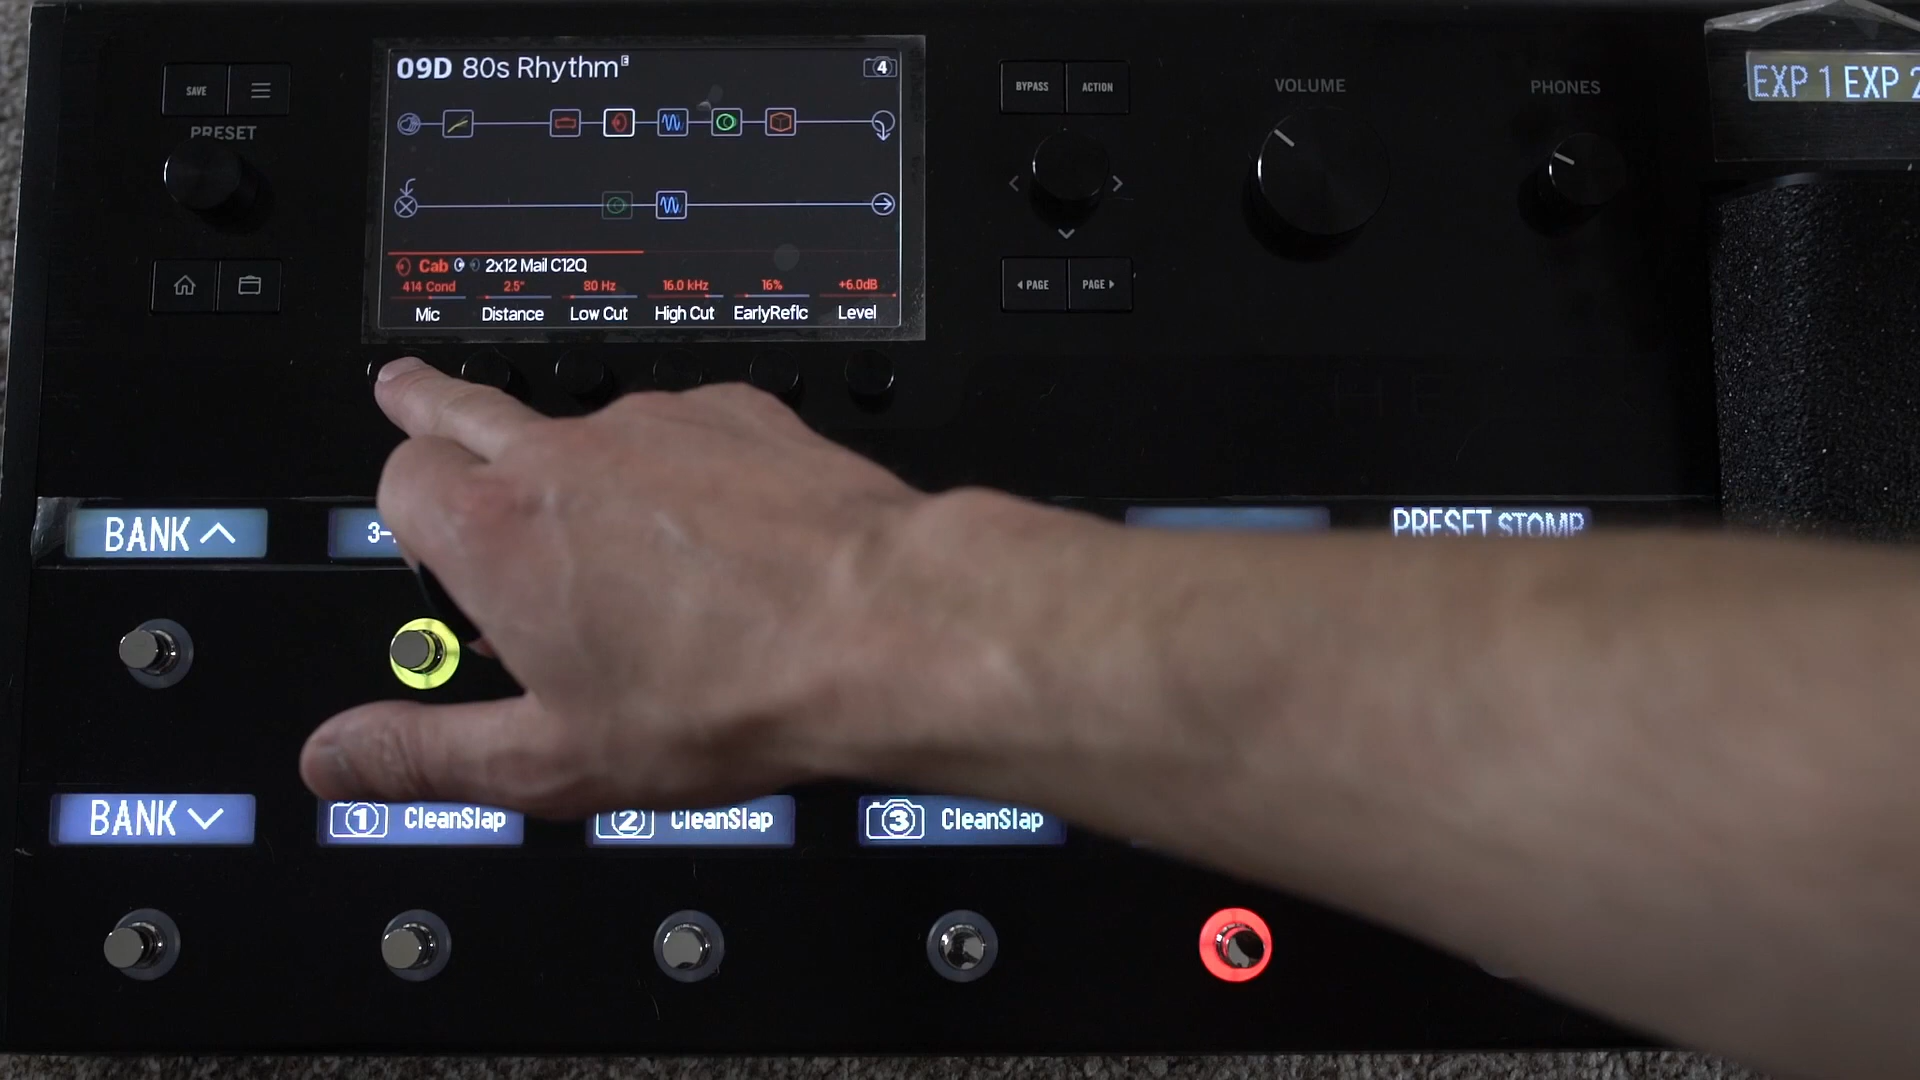 09D 80s Rhythm E
4
SAVE
PRESET
Cab 2x12 Mail C12Q
414 Cond 2.5" 80 Hz 16.0 kHz 16% +6.0dB
Mic Distance Low Cut High Cut EarlyReflc Level
BYPASS ACTION
PAGE PAGE
VOLUME
PHONES
EXP 1 EXP 2
BANK
3-
PRESET STOMP
BANK
1 CleanSlap
2 CleanSlap
3 CleanSlap